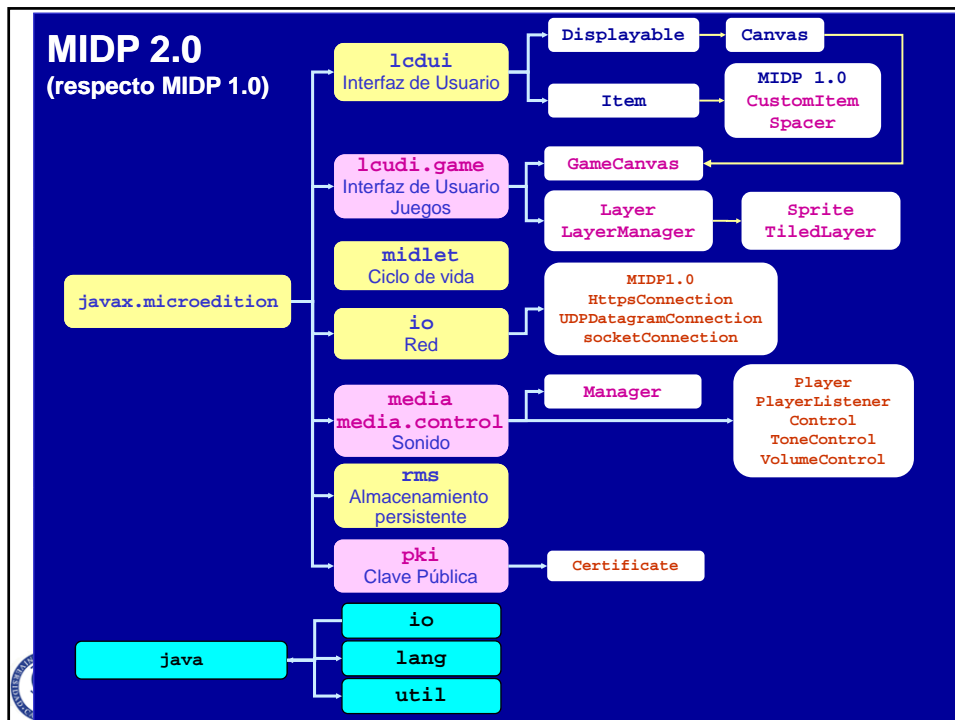 MIDP 2.0
(respecto MIDP 1.0)
javax.microedition
lcdui
Interfaz de Usuario
Displayable
Canvas
Item
MIDP 1.0
CustomItem
Spacer
lcudi.game
Interfaz de Usuario
Juegos
GameCanvas
Layer
LayerManager
Sprite
TiledLayer
midlet
Ciclo de vida
io
Red
MIDP1.0
HttpsConnection
UDPDatagramConnection
socketConnection
media
media.control
Sonido
Manager
Player
PlayerListener
Control
ToneControl
VolumeControl
rms
Almacenamiento
persistente
pki
Clave Pública
Certificate
java
io
lang
util